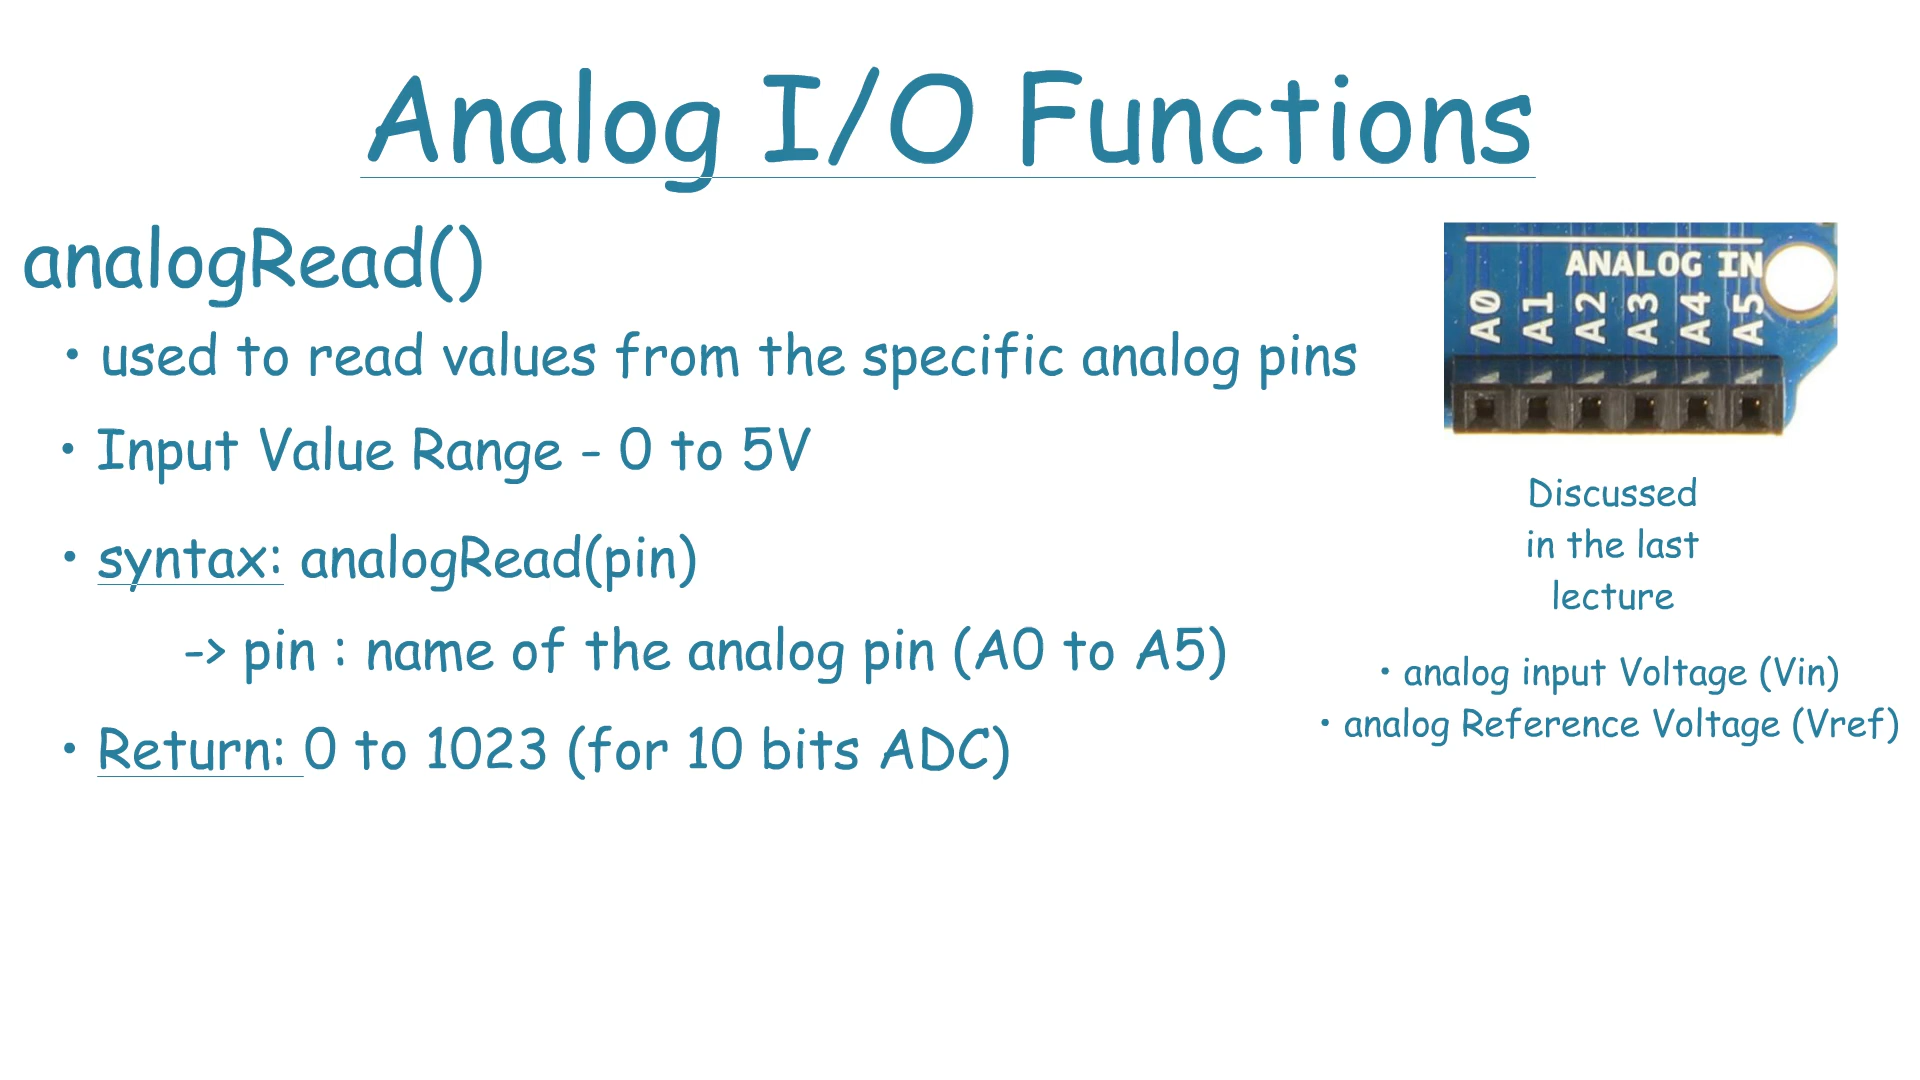 Analog I/O Functions
analogRead()
• used to read values from the specific analog pins
• Input Value Range - 0 to 5V
• syntax: analogRead(pin)
-> pin : name of the analog pin (A0 to A5)
• Return: 0 to 1023 (for 10 bits ADC)
ANALOG IN
A0 A1 A2 A3 A4 A5
Discussed
in the last
lecture
• analog input Voltage (Vin)
• analog Reference Voltage (Vref)